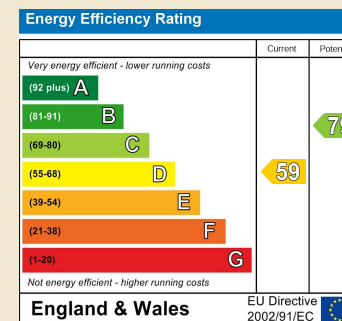 Energy Efficiency Rating
Current
Very energy efficient - lower running costs
(92 plus) A
(81-91) B
(69-80) C
(55-68) D
59
(39-54) E
(21-38) F
(1-20) G
Not energy efficient - higher running costs
England & Wales
EU Directive
2002/91/EC